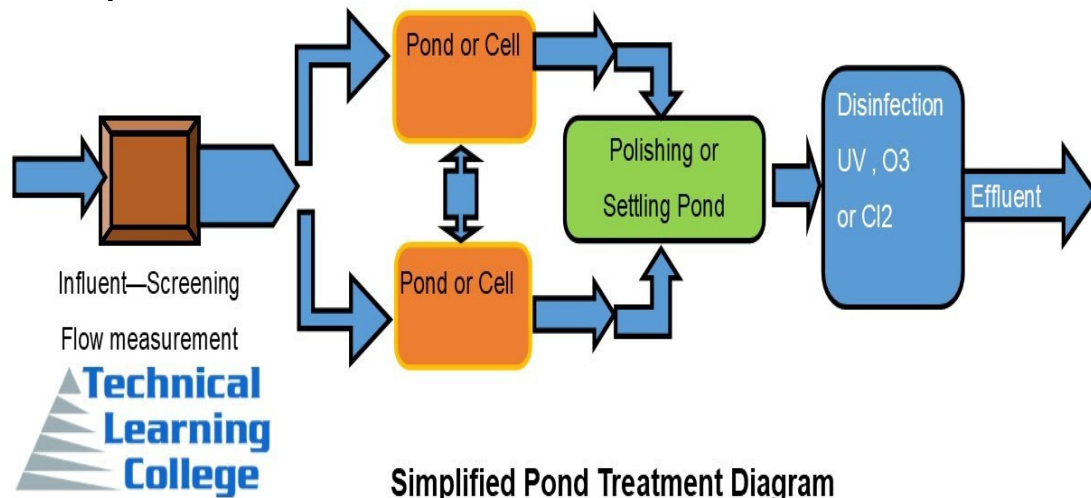 Pond or Cell
Pond or Cell
Polishing or
Settling Pond
Disinfection
UV , O3
or Cl2
Effluent
Influent—Screening
Flow measurement
Technical
Learning
College
Simplified Pond Treatment Diagram